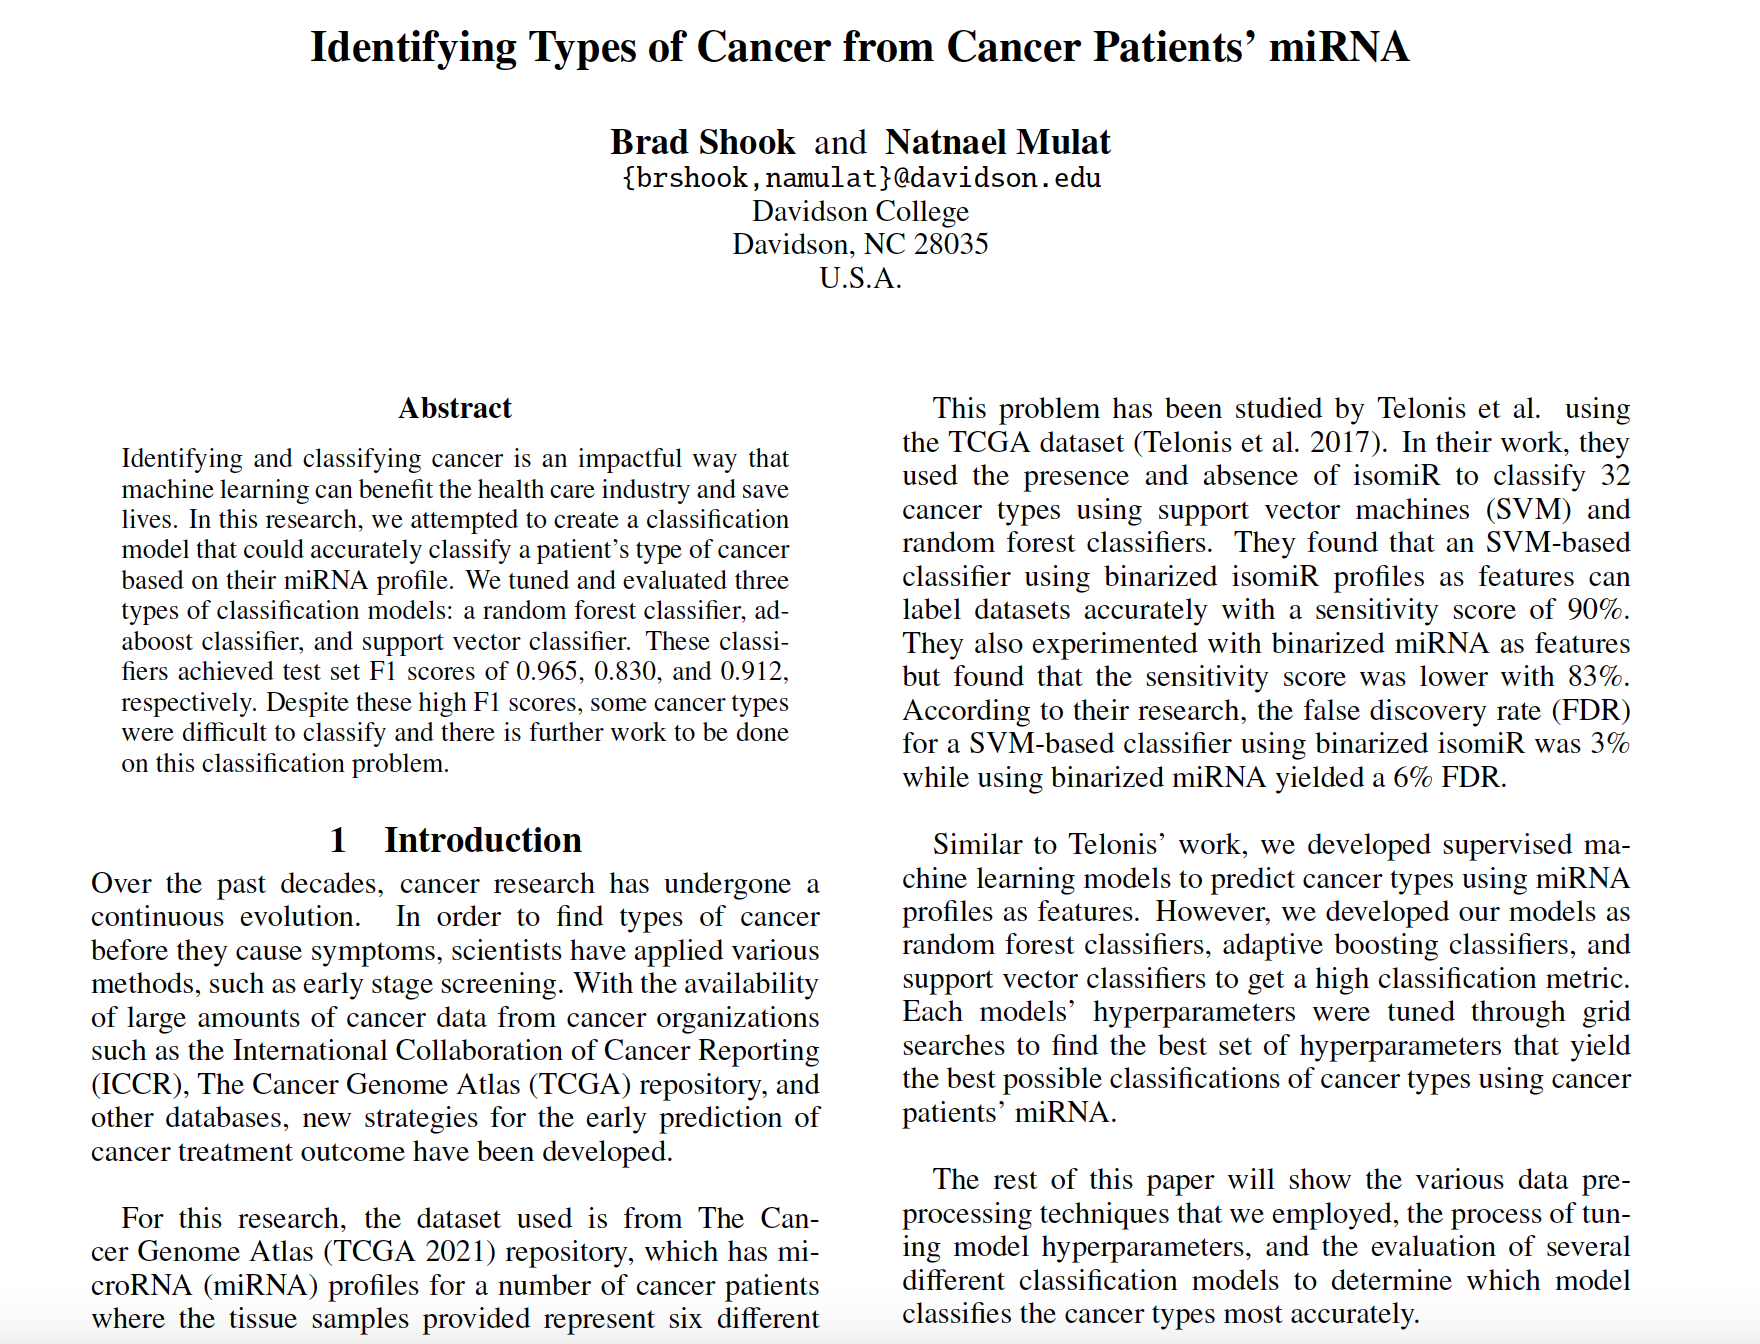 Identifying Types of Cancer from Cancer Patients’ miRNA
Brad Shook and Natnael Mulat
{brshook,namulat}@davidson.edu
Davidson College
Davidson, NC 28035
U.S.A.
Abstract
Identifying and classifying cancer is an impactful way that
machine learning can benefit the health care industry and save
lives. In this research, we attempted to create a classification
model that could accurately classify a patient’s type of cancer
based on their miRNA profile. We tuned and evaluated three
types of classification models: a random forest classifier, ad-
aboost classifier, and support vector classifier. These classi-
fiers achieved test set F1 scores of 0.965, 0.830, and 0.912,
respectively. Despite these high F1 scores, some cancer types
were difficult to classify and there is further work to be done
on this classification problem.
1 Introduction
Over the past decades, cancer research has undergone a
continuous evolution. In order to find types of cancer
before they cause symptoms, scientists have applied various
methods, such as early stage screening. With the availability
of large amounts of cancer data from cancer organizations
such as the International Collaboration of Cancer Reporting
(ICCR), The Cancer Genome Atlas (TCGA) repository, and
other databases, new strategies for the early prediction of
cancer treatment outcome have been developed.
For this research, the dataset used is from The Can-
cer Genome Atlas (TCGA 2021) repository, which has mi-
croRNA (miRNA) profiles for a number of cancer patients
where the tissue samples provided represent six different
This problem has been studied by Telonis et al. using
the TCGA dataset (Telonis et al. 2017). In their work, they
used the presence and absence of isomiR to classify 32
cancer types using support vector machines (SVM) and
random forest classifiers. They found that an SVM-based
classifier using binarized isomiR profiles as features can
label datasets accurately with a sensitivity score of 90%.
They also experimented with binarized miRNA as features
but found that the sensitivity score was lower with 83%.
According to their research, the false discovery rate (FDR)
for a SVM-based classifier using binarized isomiR was 3%
while using binarized miRNA yielded a 6% FDR.
Similar to Telonis’ work, we developed supervised ma-
chine learning models to predict cancer types using miRNA
profiles as features. However, we developed our models as
random forest classifiers, adaptive boosting classifiers, and
support vector classifiers to get a high classification metric.
Each models’ hyperparameters were tuned through grid
searches to find the best set of hyperparameters that yield
the best possible classifications of cancer types using cancer
patients’ miRNA.
The rest of this paper will show the various data pre-
processing techniques that we employed, the process of tun-
ing model hyperparameters, and the evaluation of several
different classification models to determine which model
classifies the cancer types most accurately.